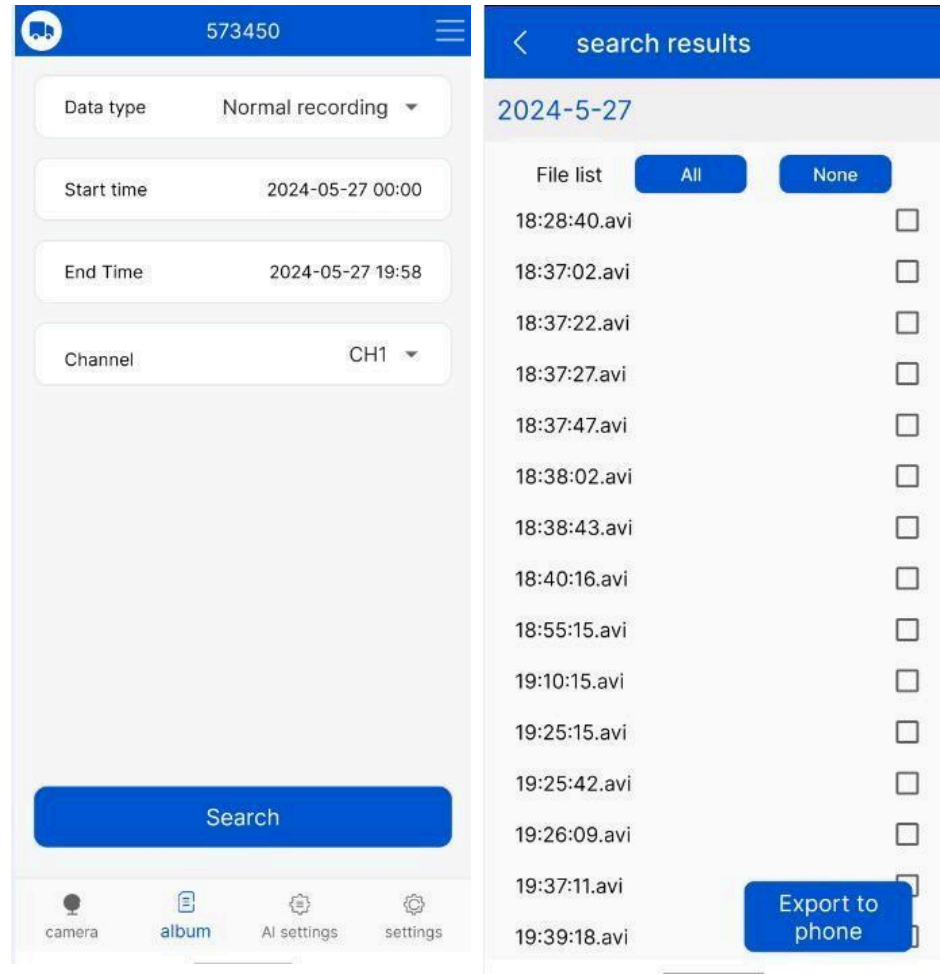 573450
Data type Normal recording
Start time 2024-05-27 00:00
End Time 2024-05-27 19:58
Channel CH1
Search
camera album AI settings settings
search results
2024-5-27
File list All None
18:28:40.avi
18:37:02.avi
18:37:22.avi
18:37:27.avi
18:37:47.avi
18:38:02.avi
18:38:43.avi
18:40:16.avi
18:55:15.avi
19:10:15.avi
19:25:15.avi
19:25:42.avi
19:26:09.avi
19:37:11.avi
19:39:18.avi
Export to
phone